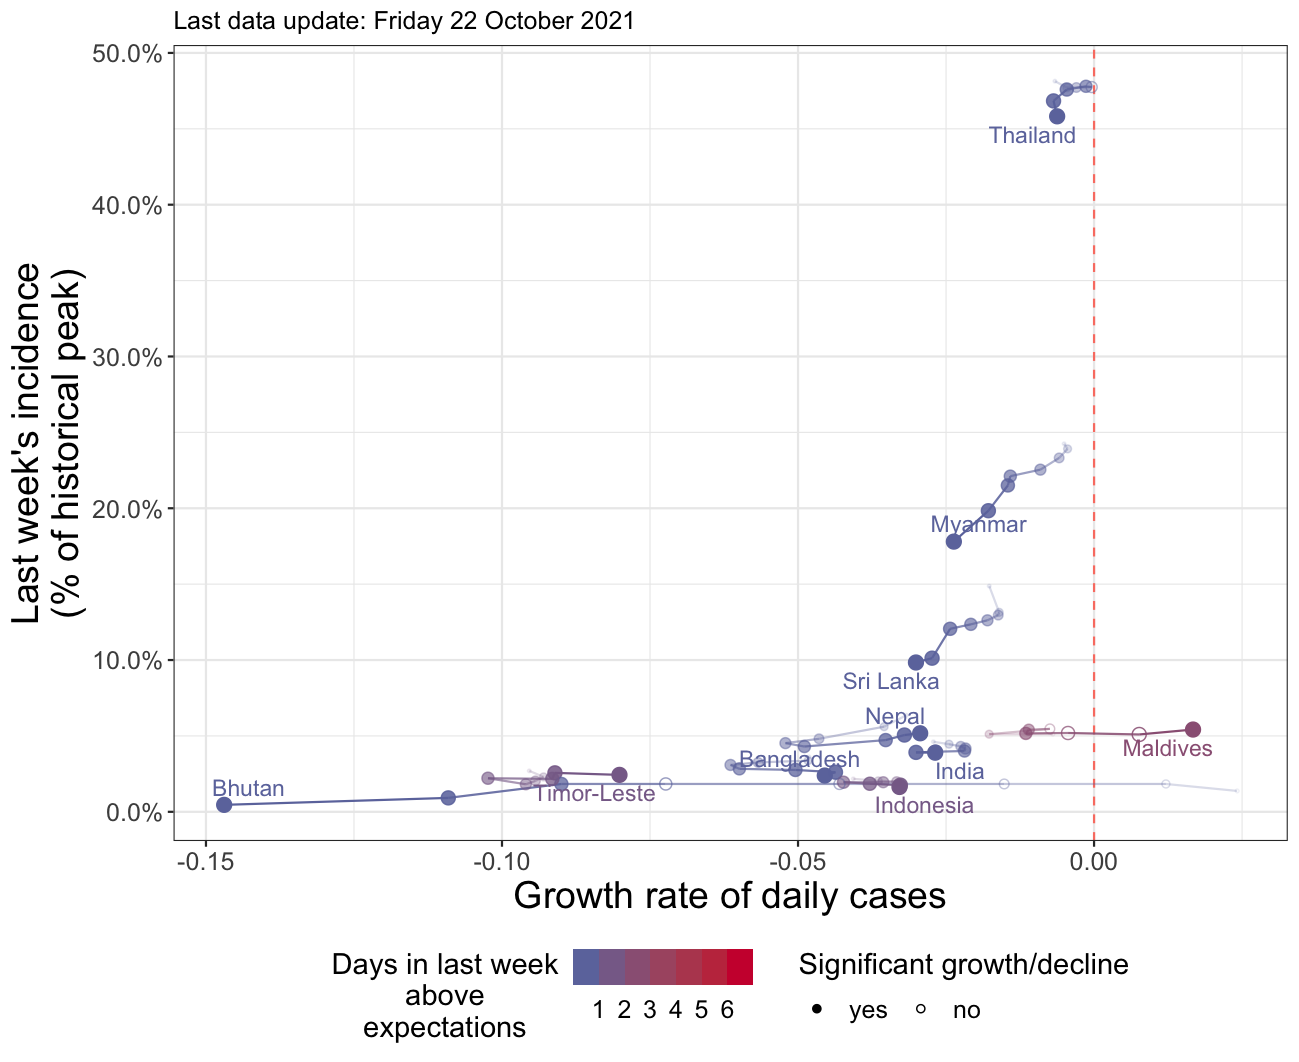 Last data update: Friday 22 October 2021
50.0%
40.0%
30.0%
20.0%
10.0%
0.0%
Last week's incidence
(% of historical peak)
Thailand
Myanmar
Sri Lanka
Nepal
Maldives
Bangladesh
India
Bhutan
Timor-Leste
Indonesia
-0.15 -0.10 -0.05 0.00
Growth rate of daily cases
Days in last week
above
expectations
1 2 3 4 5 6
Significant growth/decline
yes no